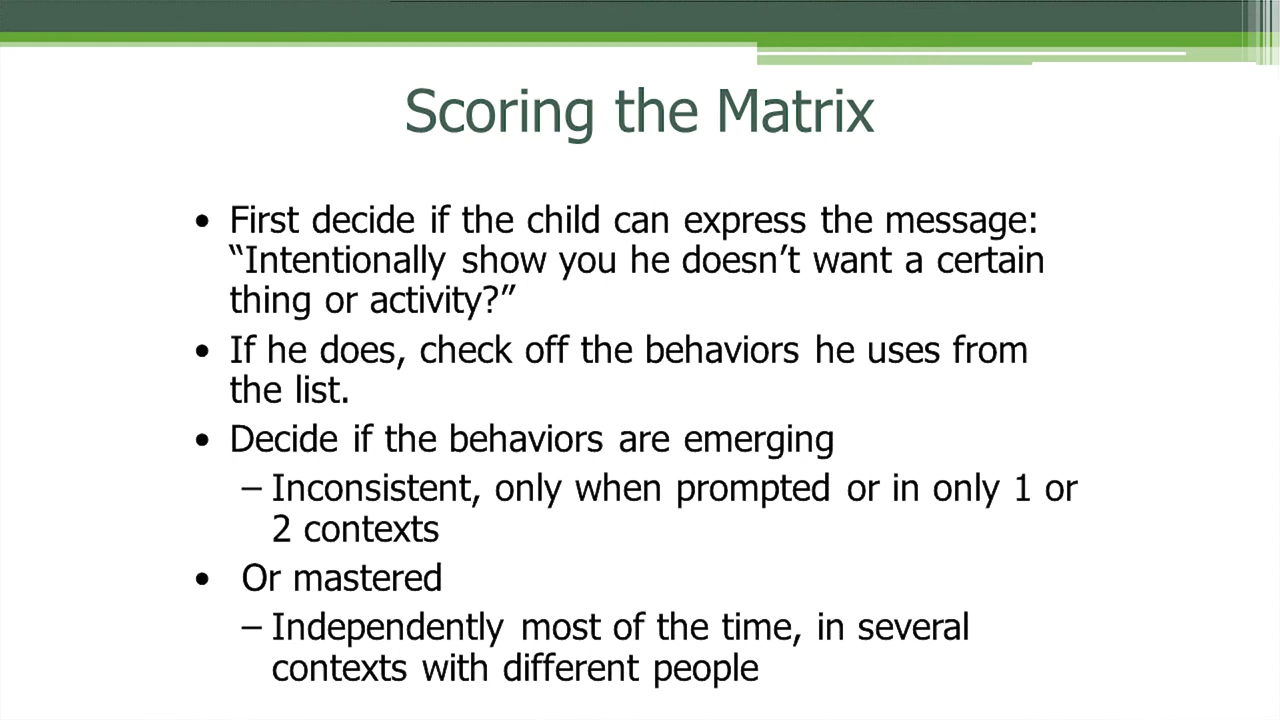 Scoring the Matrix
• First decide if the child can express the message:
“Intentionally show you he doesn’t want a certain
thing or activity?”
• If he does, check off the behaviors he uses from
the list.
• Decide if the behaviors are emerging
– Inconsistent, only when prompted or in only 1 or
2 contexts
• Or mastered
– Independently most of the time, in several
contexts with different people